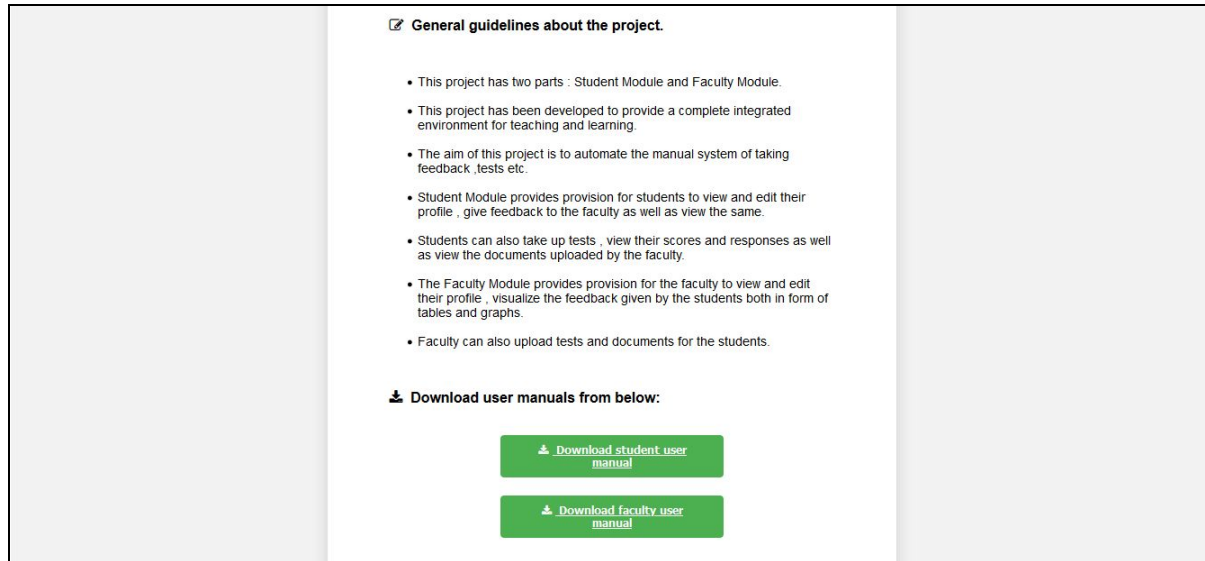 General guidelines about the project.
• This project has two parts : Student Module and Faculty Module.
• This project has been developed to provide a complete integrated
environment for teaching and learning.
• The aim of this project is to automate the manual system of taking
feedback ,tests etc.
• Student Module provides provision for students to view and edit their
profile , give feedback to the faculty as well as view the same.
• Students can also take up tests , view their scores and responses as well
as view the documents uploaded by the faculty.
• The Faculty Module provides provision for the faculty to view and edit
their profile , visualize the feedback given by the students both in form of
tables and graphs.
• Faculty can also upload tests and documents for the students.
Download user manuals from below:
Download student user
manual
Download faculty user
manual